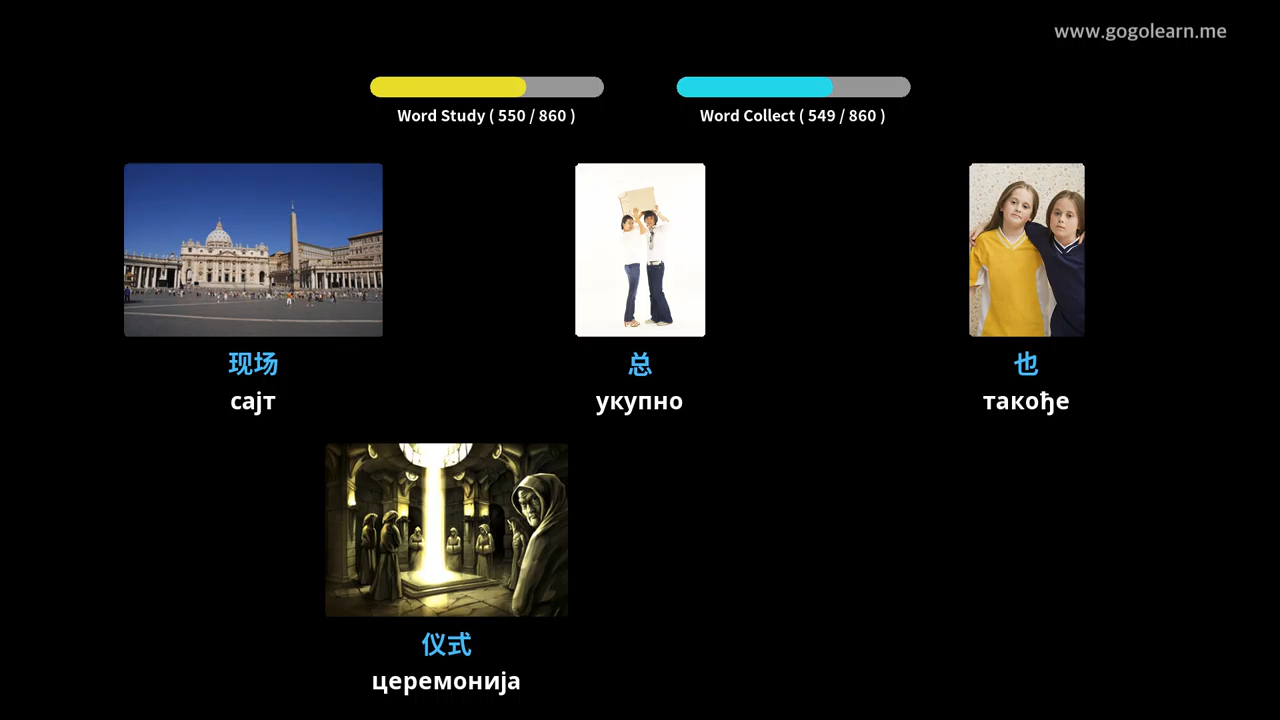 www.gogolearn.me
Word Study ( 550 / 860 )
Word Collect ( 549 / 860 )
现场
сајт
总
укупно
也
такође
仪式
церемонија